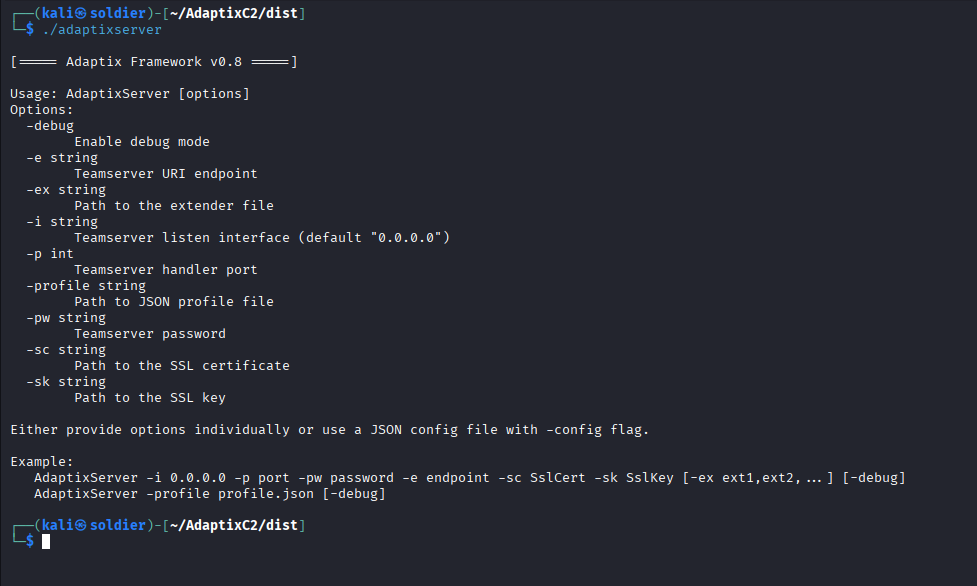 ┌──(kali㉿soldier)-[~/AdaptixC2/dist]
└─$ ./adaptixserver
[===== Adaptix Framework v0.8 =====]
Usage: AdaptixServer [options]
Options:
  -debug
        Enable debug mode
  -e string
        Teamserver URI endpoint
  -ex string
        Path to the extender file
  -i string
        Teamserver listen interface (default "0.0.0.0")
  -p int
        Teamserver handler port
  -profile string
        Path to JSON profile file
  -pw string
        Teamserver password
  -sc string
        Path to the SSL certificate
  -sk string
        Path to the SSL key
Either provide options individually or use a JSON config file with -config flag.
Example:
   AdaptixServer -i 0.0.0.0 -p port -pw password -e endpoint -sc SslCert -sk SslKey [-ex ext1,ext2,...] [-debug]
   AdaptixServer -profile profile.json [-debug]
┌──(kali㉿soldier)-[~/AdaptixC2/dist]
└─$